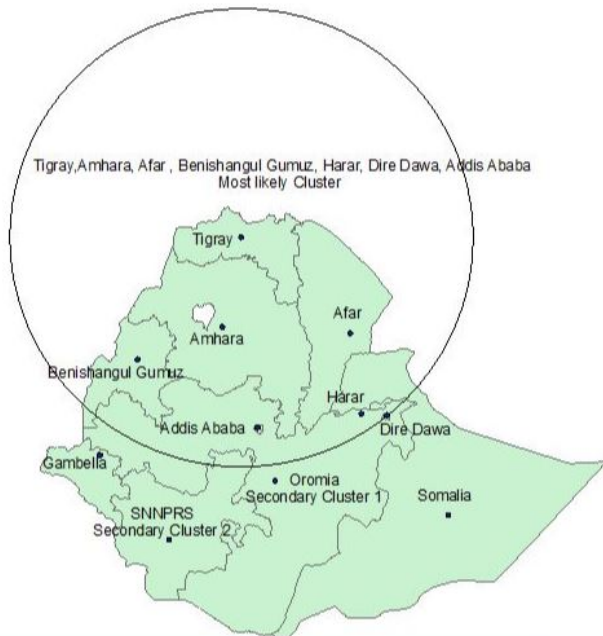 Tigray,Amhara, Afar , Benishangul Gumuz, Harar, Dire Dawa, Addis Ababa
Most likely Cluster
Tigray
Afar
Amhara
Benishangul Gumuz
Harar
Addis Ababa
Dire Dawa
Gambella
Oromia
Secondary Cluster 1
Somalia
SNNPRS
Secondary Cluster 2